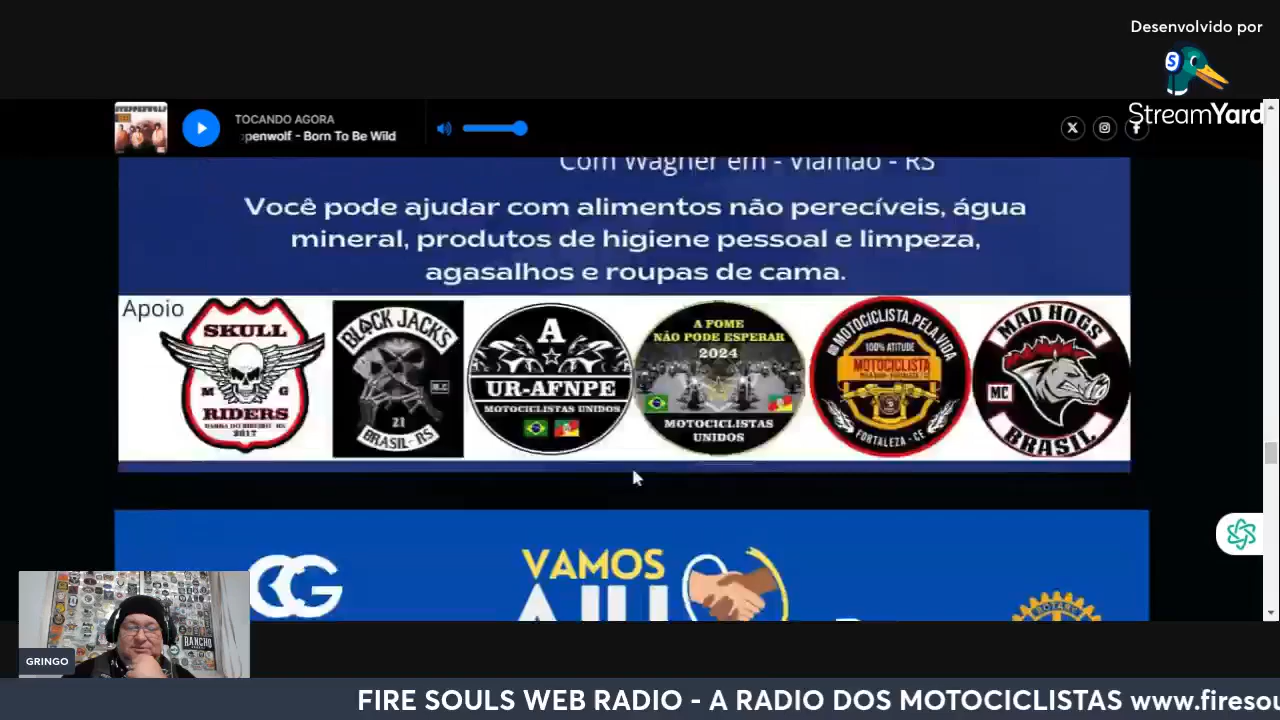 Desenvolvido por
StreamYard
TOCANDO AGORA
penwolf - Born To Be Wild
Com Wagner em - Viamão - RS
Você pode ajudar com alimentos não perecíveis, água
mineral, produtos de higiene pessoal e limpeza,
agasalhos e roupas de cama.
Apoio
SKULL
M G
RIDERS
2017
BLACK JACK'S
M.C
21
BRASIL - RS
A
UR-AFNPE
MOTOCICLISTAS UNIDOS
A FOME
NÃO PODE ESPERAR
2024
MOTOCICLISTAS
UNIDOS
MOTOCICLISTA.PELA.VIDA
100% ATITUDE
MOTOCICLISTA
FORTALEZA - CE
MAD HOGS
MC
BRASIL
VAMOS
ROTARY
RANCHO
GRINGO
FIRE SOULS WEB RADIO - A RADIO DOS MOTOCICLISTAS www.firesou